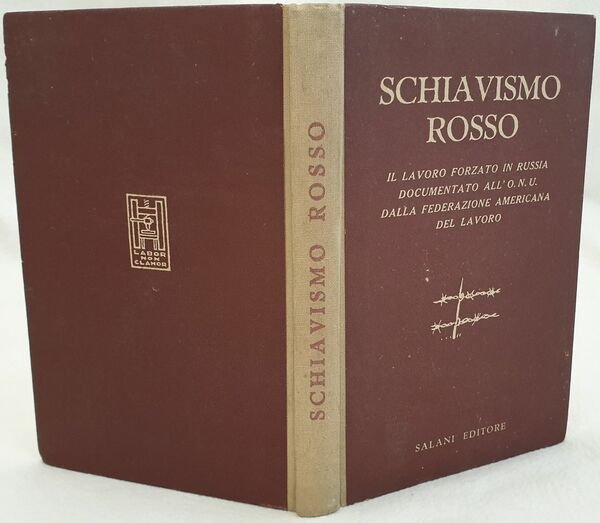 SCHIAVISMO
ROSSO
IL LAVORO FORZATO IN RUSSIA
DOCUMENTATO ALL'O.N.U.
DALLA FEDERAZIONE AMERICANA
DEL LAVORO
SALANI EDITORE
SCHIAVISMO ROSSO
LABOR
NON
CLAMOR